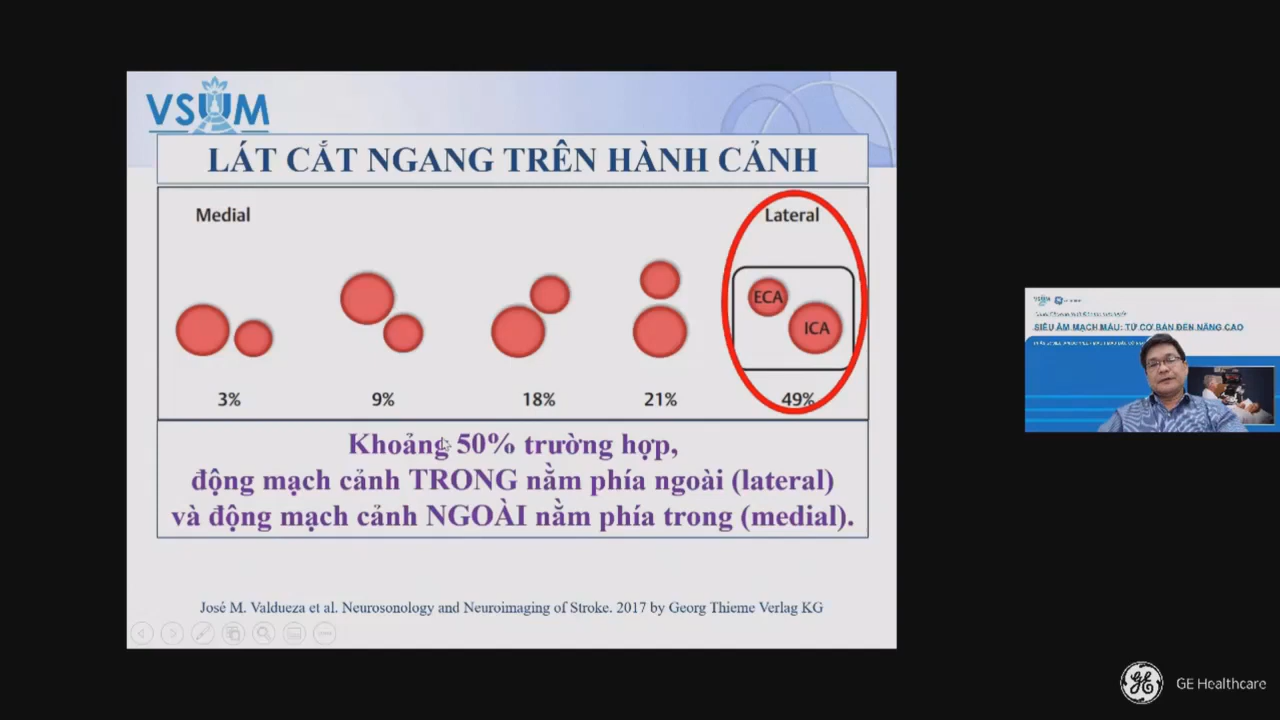 VSUM
LÁT CẮT NGANG TRÊN HÀNH CẢNH
Medial
Lateral
ECA
ICA
3%
9%
18%
21%
49%
Khoảng 50% trường hợp,
động mạch cảnh TRONG nằm phía ngoài (lateral)
và động mạch cảnh NGOÀI nằm phía trong (medial).
José M. Valdueza et al. Neurosonology and Neuroimaging of Stroke. 2017 by Georg Thieme Verlag KG
SIÊU ÂM MẠCH MÁU: TỪ CƠ BẢN ĐẾN NÂNG CAO
GE Healthcare